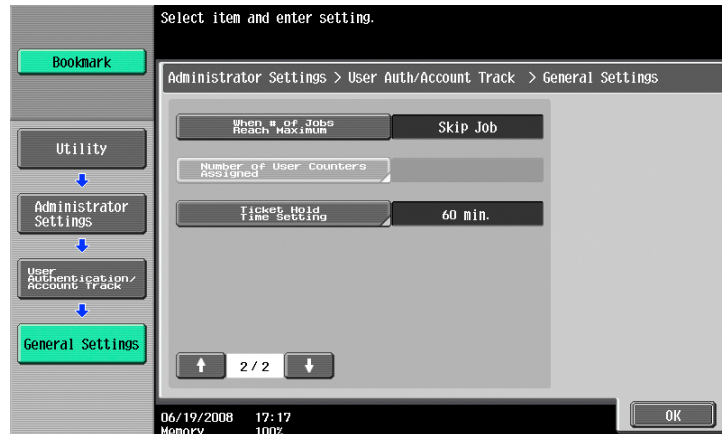 Select item and enter setting.
Bookmark
Administrator Settings > User Auth/Account Track > General Settings
When # of Jobs
Reach Maximum
Skip Job
Utility
Number of User Counters
Assigned
Administrator
Settings
Ticket Hold
Time Setting
60 min.
User
Authentication/
Account Track
General Settings
2/2
OK
06/19/2008 17:17
Memory 100%